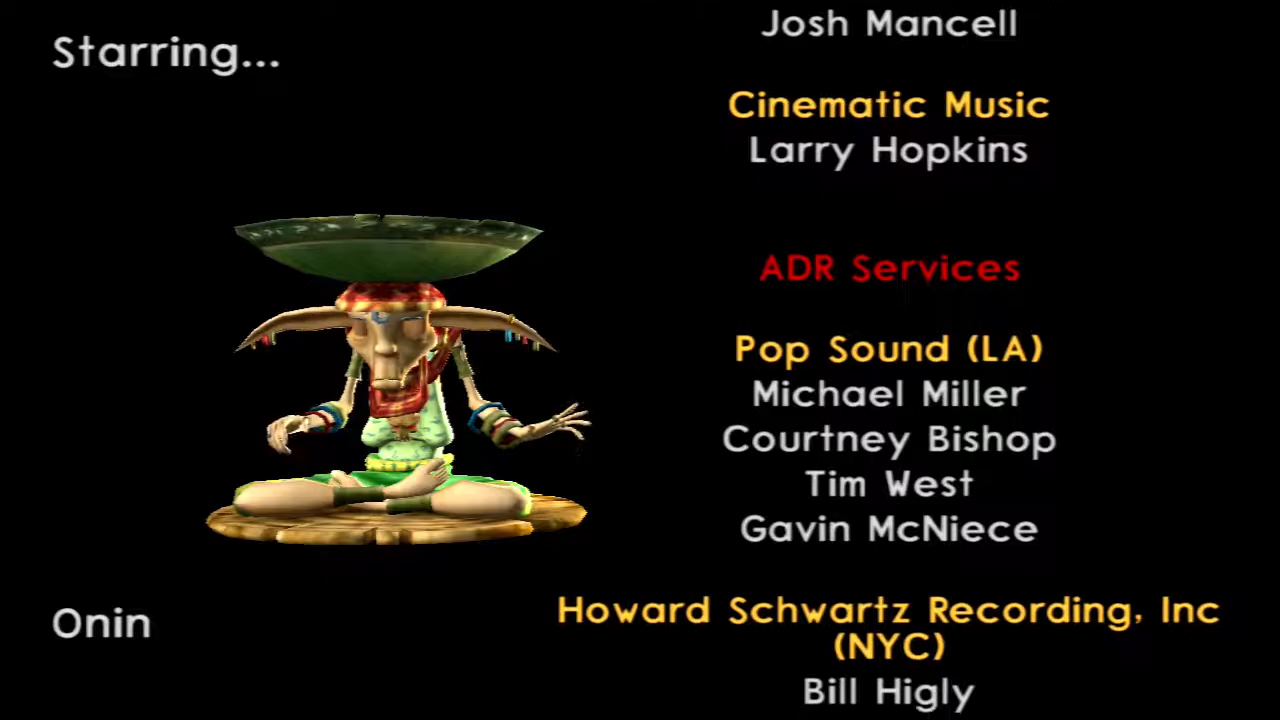 Starring...
Josh Mancell
Cinematic Music
Larry Hopkins
ADR Services
Pop Sound (LA)
Michael Miller
Courtney Bishop
Tim West
Gavin McNiece
Onin
Howard Schwartz Recording, Inc
(NYC)
Bill Higly